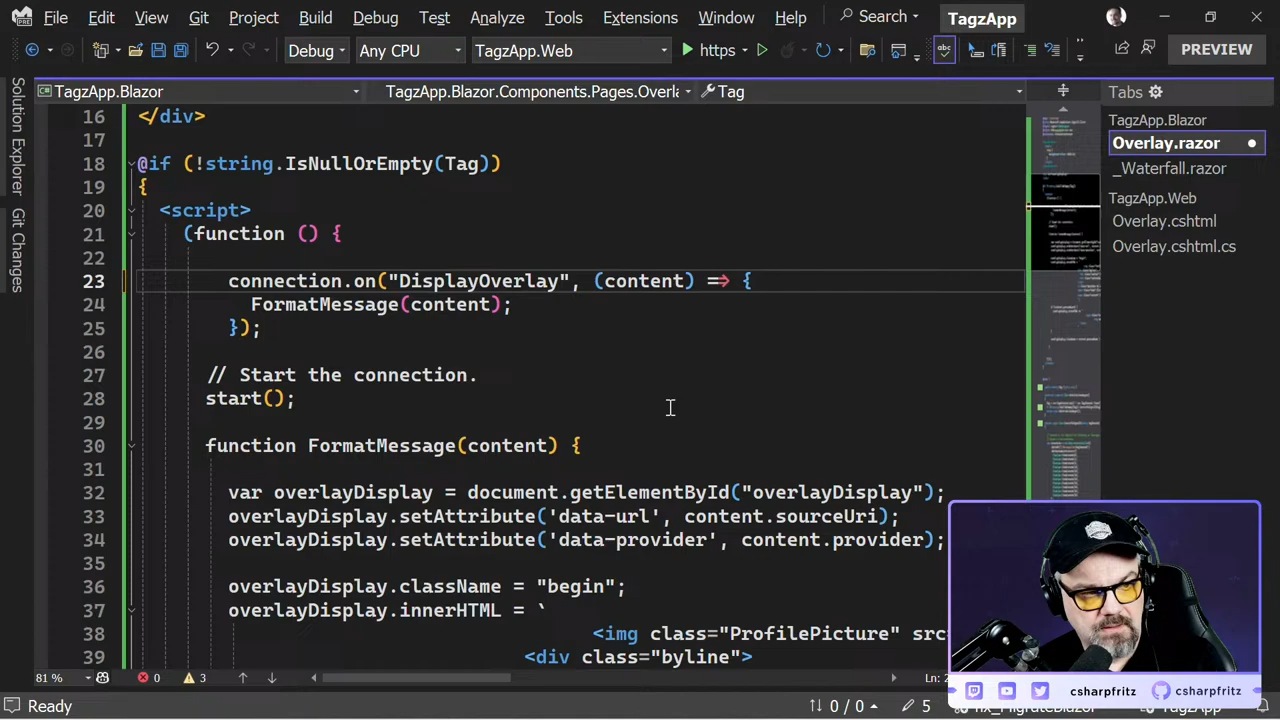 File Edit View Git Project Build Debug Test Analyze Tools Extensions Window Help Search TagzApp
Debug Any CPU TagzApp.Web https PREVIEW
TagzApp.Blazor TagzApp.Blazor.Components.Pages.Overla Tag
Tabs
TagzApp.Blazor
Overlay.razor
_Waterfall.razor
TagzApp.Web
Overlay.cshtml
Overlay.cshtml.cs
Solution Explorer
Git Changes
16 </div>
17
18 @if (!string.IsNullOrEmpty(Tag))
19 {
20 <script>
21 (function () {
22
23 connection.on("DisplayOverlay" , (content) => {
24 FormatMessage(content);
25 });
26
27 // Start the connection.
28 start();
29
30 function FormatMessage(content) {
31
32 var overlayDisplay = document.getElementById("overlayDisplay");
33 overlayDisplay.setAttribute('data-url', content.sourceUri);
34 overlayDisplay.setAttribute('data-provider', content.provider);
35
36 overlayDisplay.className = "begin";
37 overlayDisplay.innerHTML = `
38 <img class="ProfilePicture" src
39 <div class="byline">
81 % 0 3 Ln: 2
csharpfritz csharpfritz
Ready 0 / 0 5